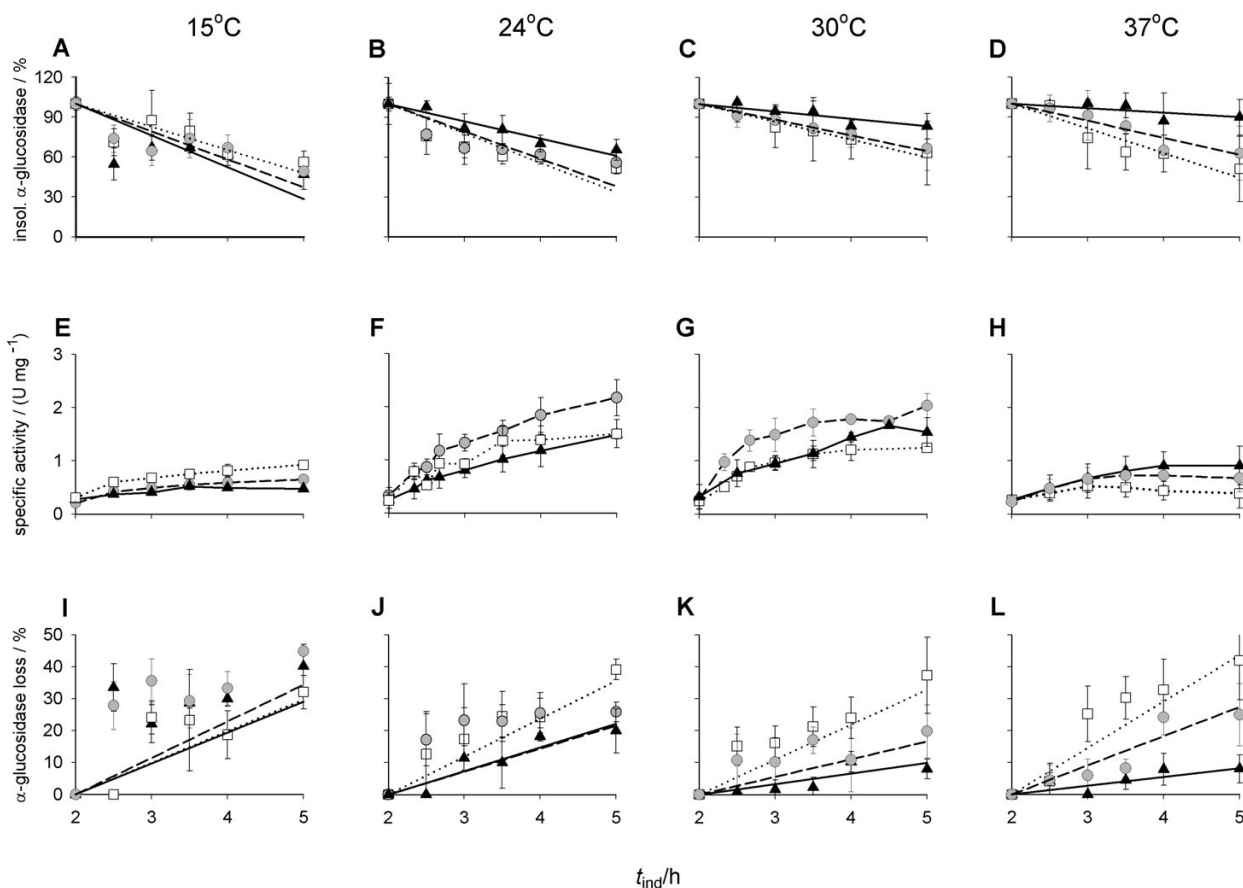 15°C 24°C 30°C 37°C
A B C D
insol. α-glucosidase / %
120
90
60
30
0
E F G H
specific activity / (U mg⁻¹)
3
2
1
0
I J K L
α-glucosidase loss / %
50
40
30
20
10
0
2 3 4 5 2 3 4 5 2 3 4 5 2 3 4 5
t_ind/h